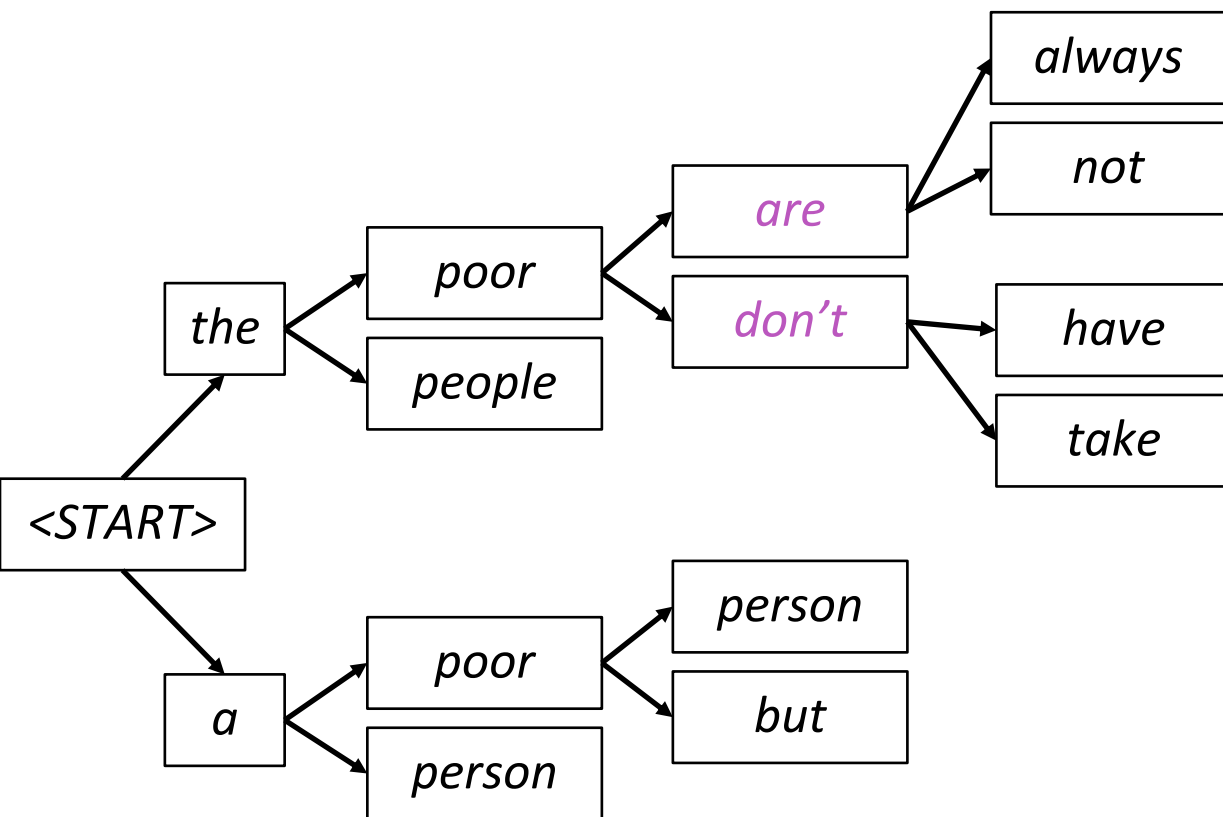 always
not
are
poor
don’t
the
have
people
take
<START>
person
poor
but
a
person